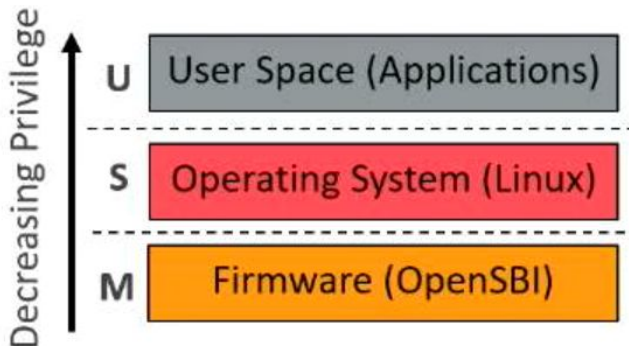 Decreasing Privilege
U
User Space (Applications)
S
Operating System (Linux)
M
Firmware (OpenSBI)